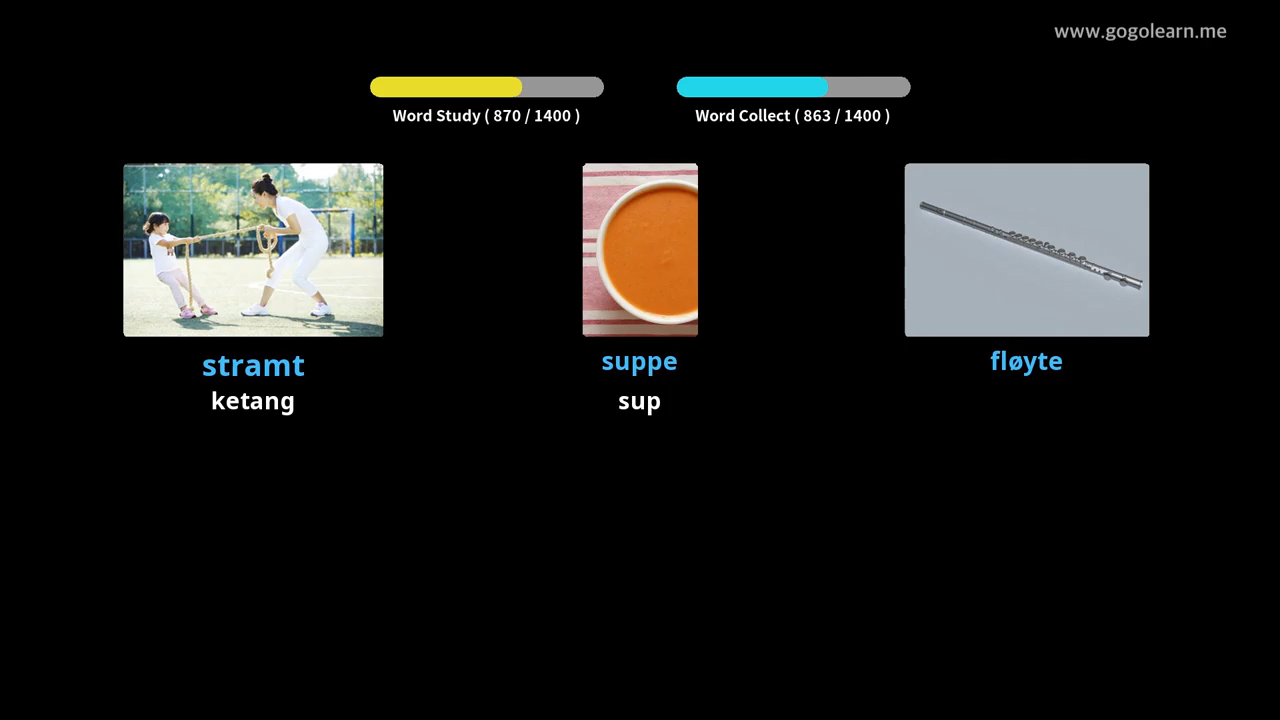 www.gogolearn.me
Word Study ( 870 / 1400 )
Word Collect ( 863 / 1400 )
stramt
ketang
suppe
sup
fløyte